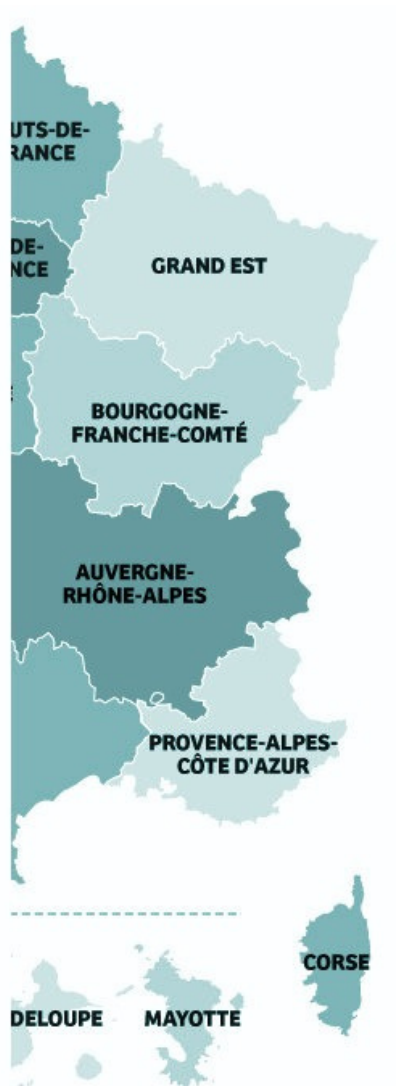 UTS-DE-
RANCE
DE-
NCE
GRAND EST
BOURGOGNE-
FRANCHE-COMTÉ
AUVERGNE-
RHÔNE-ALPES
PROVENCE-ALPES-
CÔTE D'AZUR
CORSE
DELOUPE
MAYOTTE